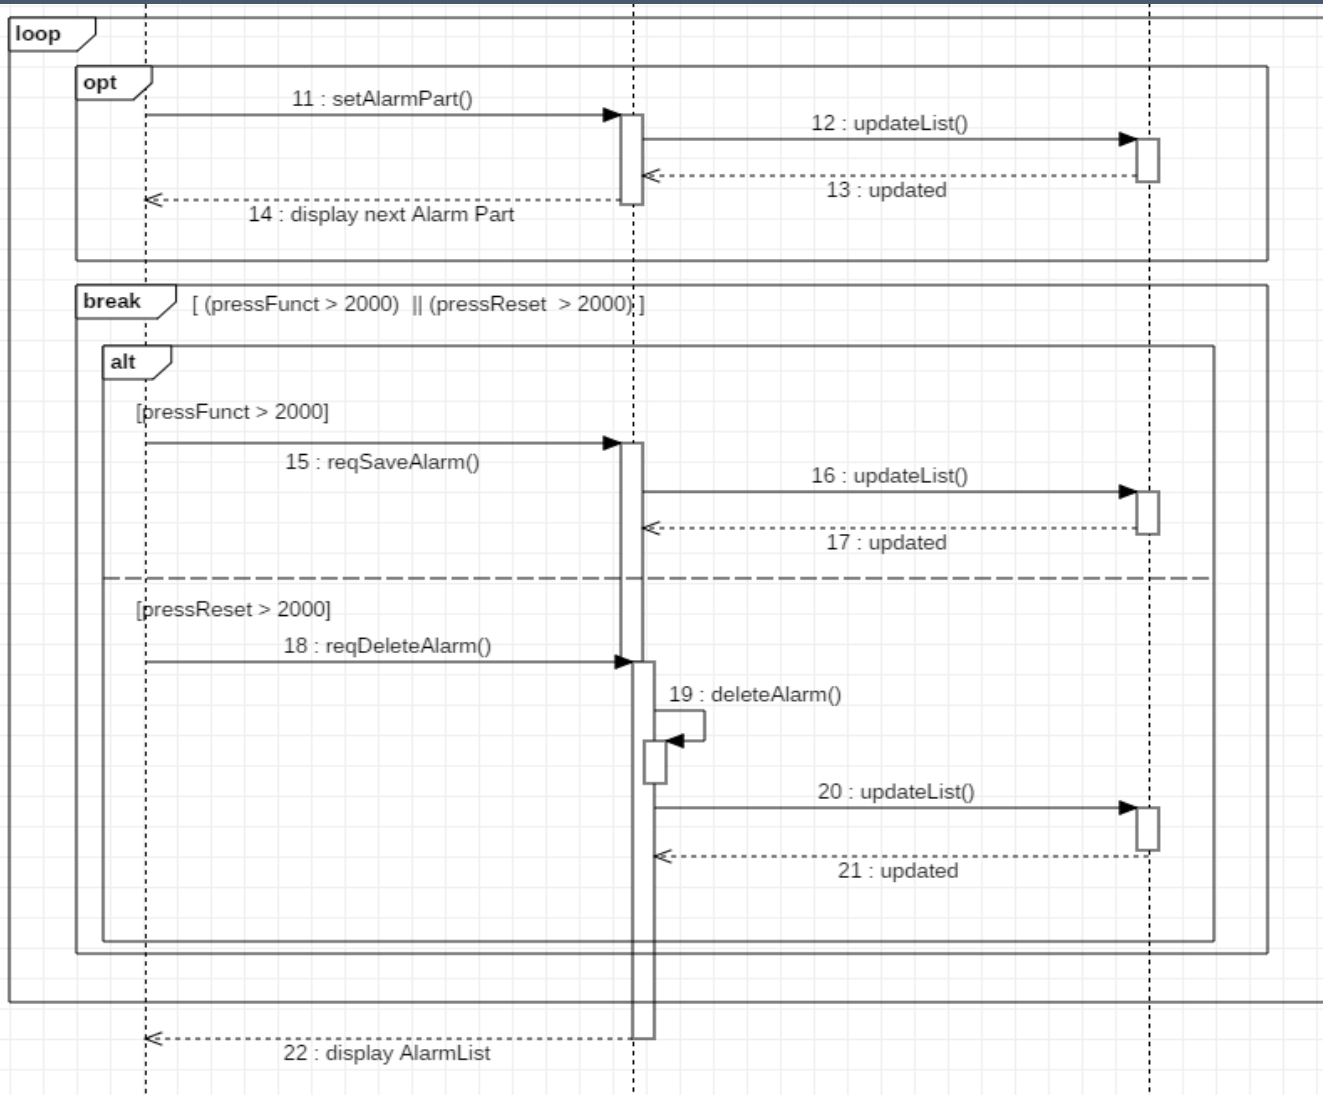 loop
opt
11 : setAlarmPart()
12 : updateList()
13 : updated
14 : display next Alarm Part
break [ (pressFunct > 2000) || (pressReset > 2000) ]
alt
[pressFunct > 2000]
15 : reqSaveAlarm()
16 : updateList()
17 : updated
[pressReset > 2000]
18 : reqDeleteAlarm()
19 : deleteAlarm()
20 : updateList()
21 : updated
22 : display AlarmList